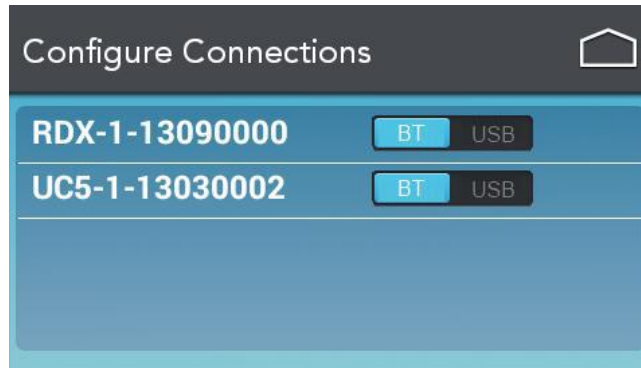 Configure Connections
RDX-1-13090000 BT USB
UC5-1-13030002 BT USB